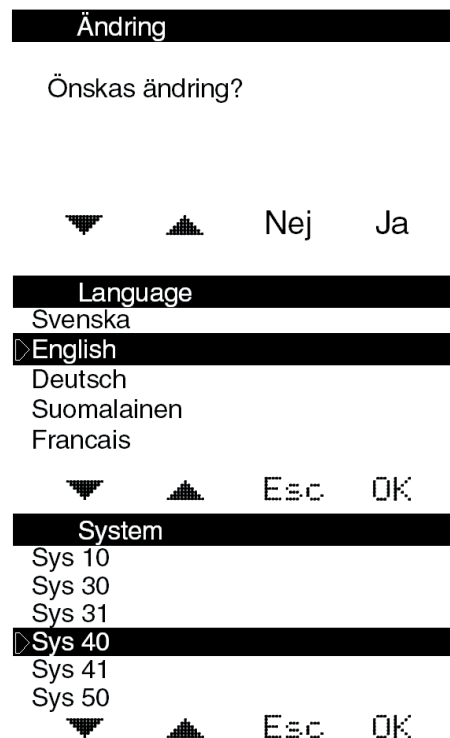 Ändring
Önskas ändring?
Nej Ja
Language
Svenska
English
Deutsch
Suomalainen
Francais
Esc OK
System
Sys 10
Sys 30
Sys 31
Sys 40
Sys 41
Sys 50
Esc OK